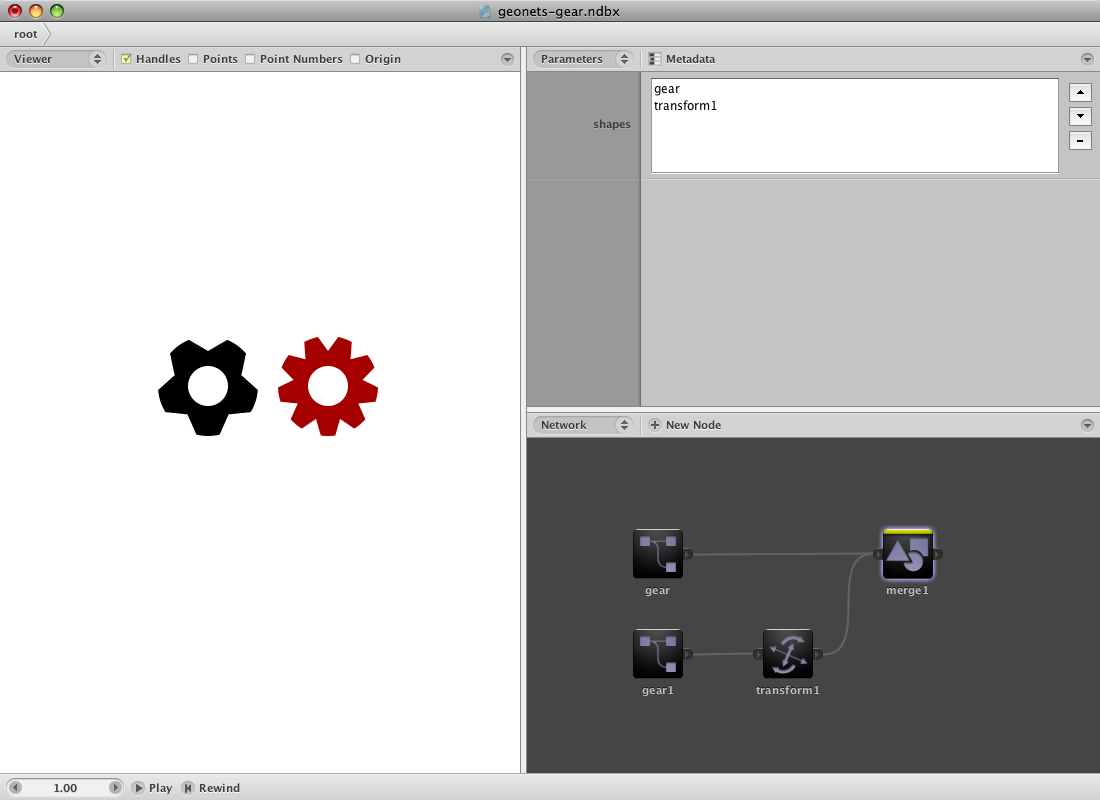 geonets-gear.ndbx
root
Viewer Handles Points Point Numbers Origin
Parameters Metadata
shapes
gear
transform1
Network New Node
gear
merge1
gear1
transform1
1.00 Play Rewind